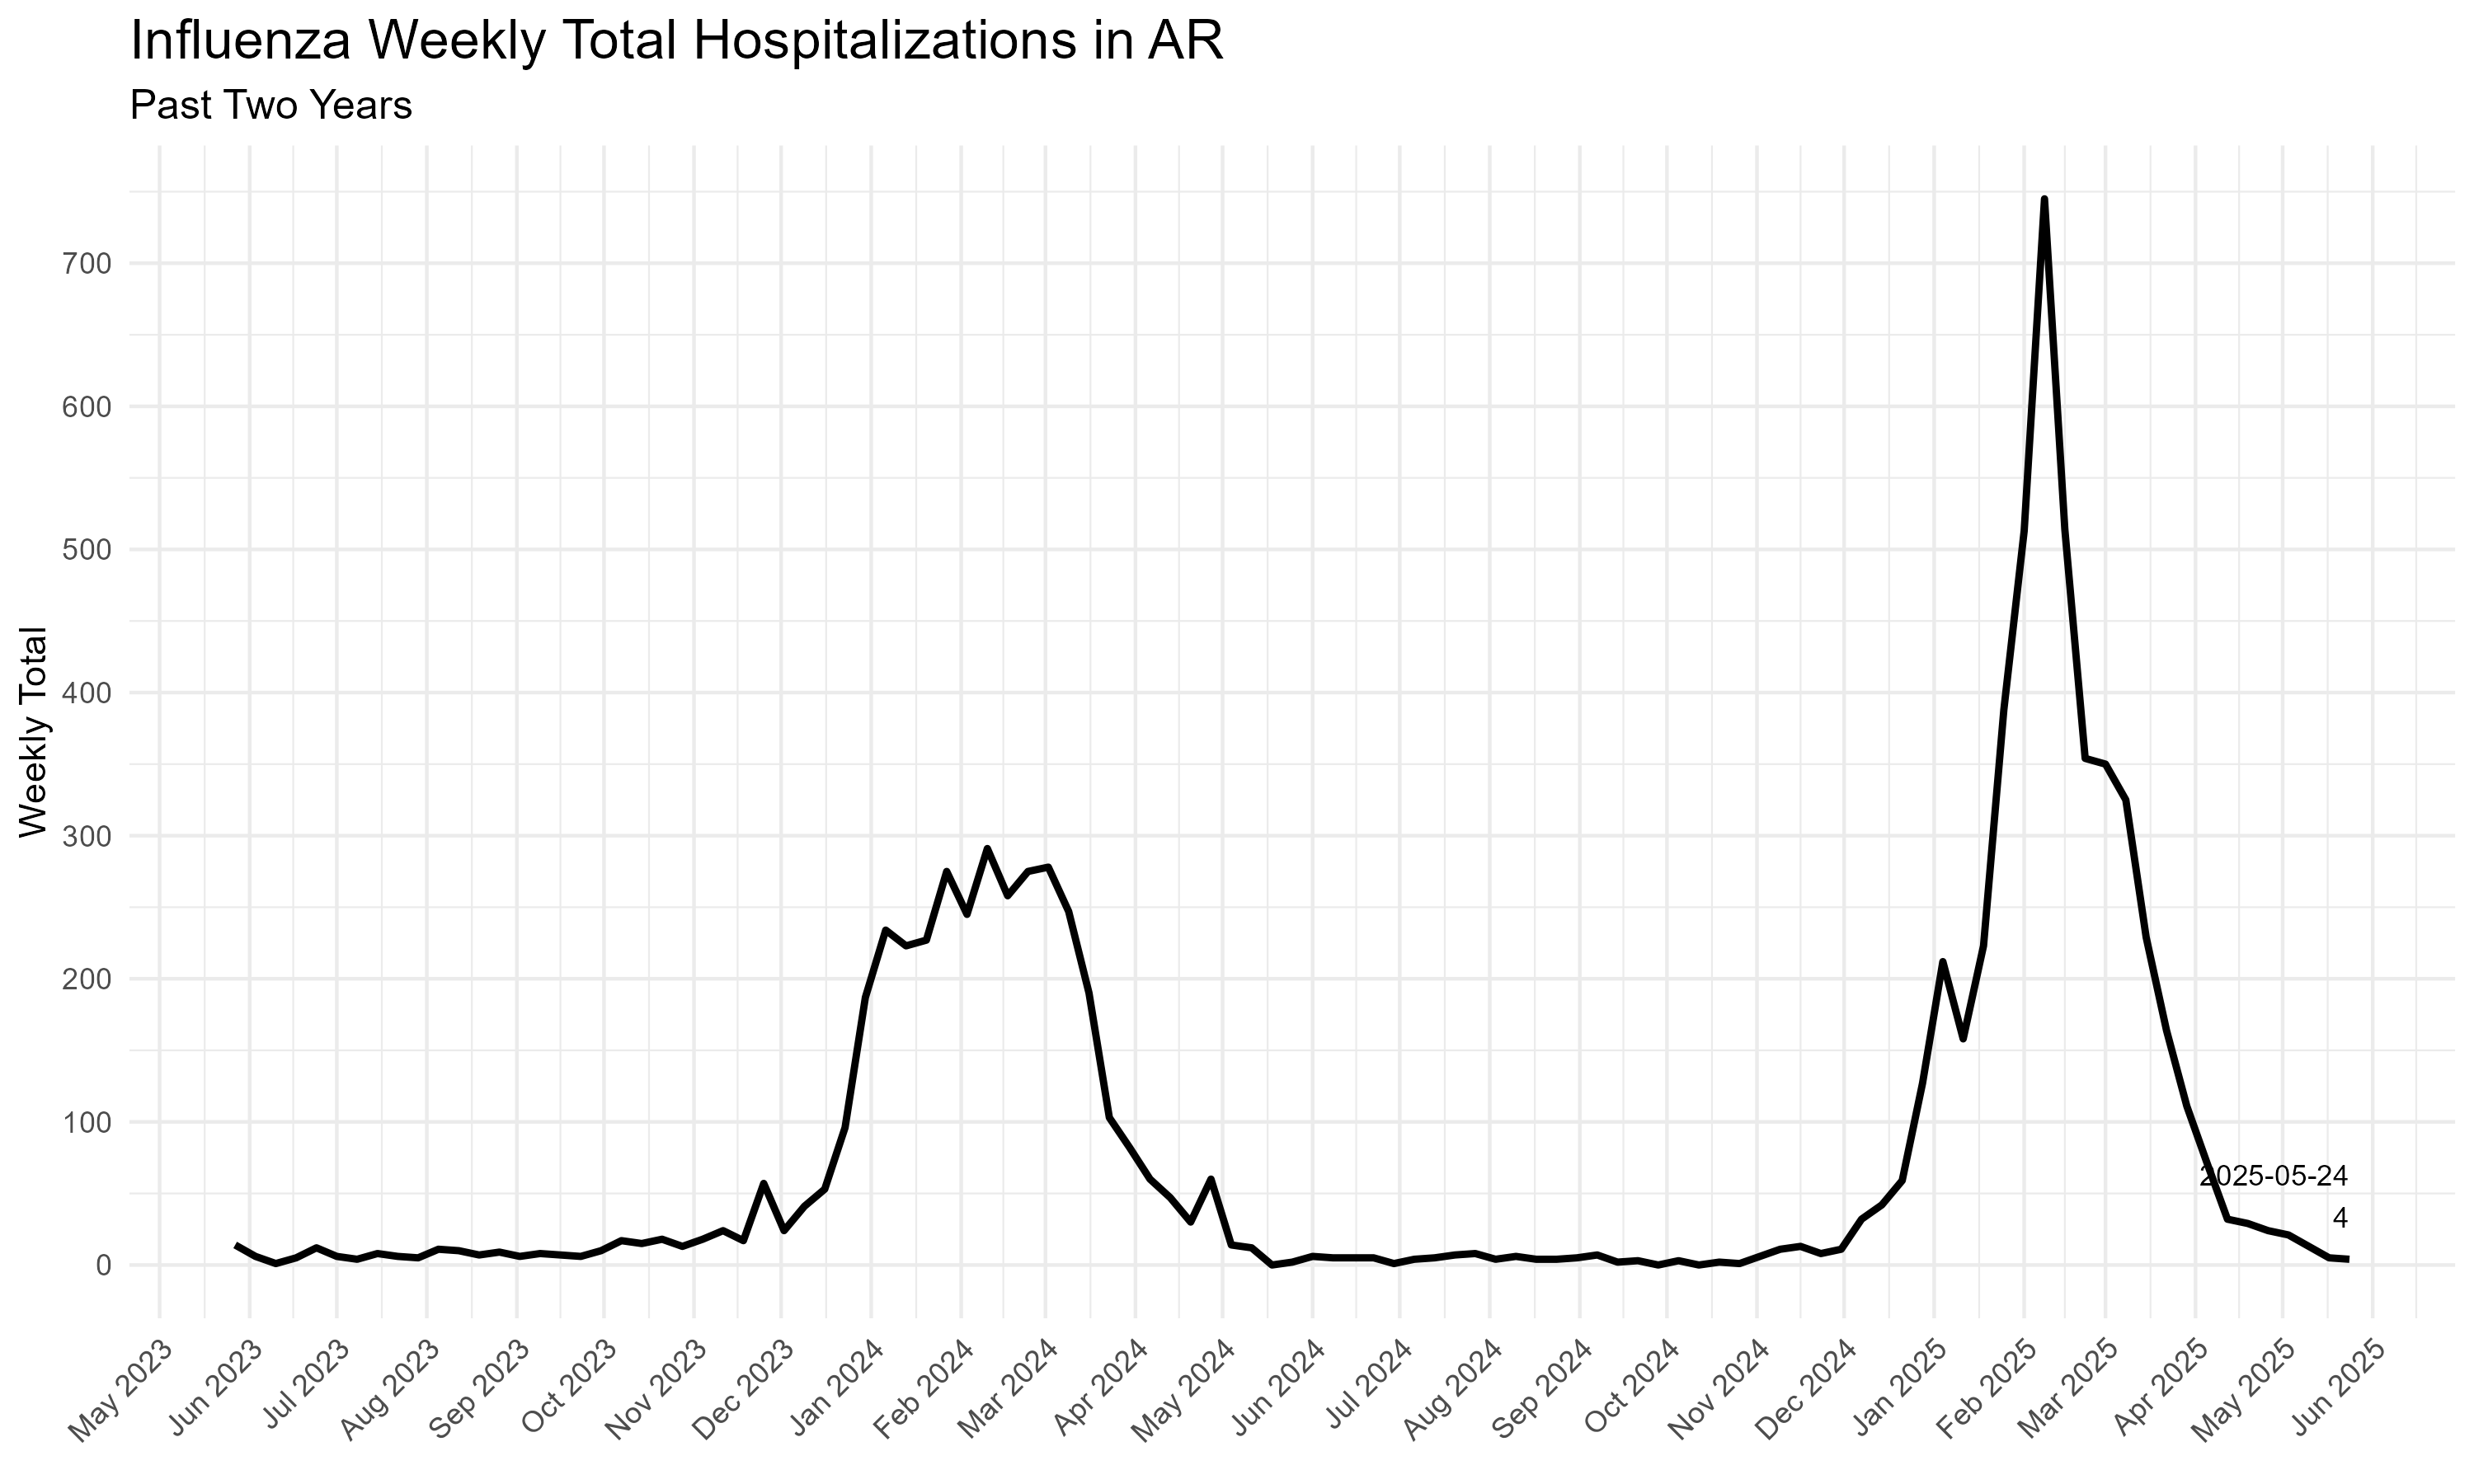 Influenza Weekly Total Hospitalizations in AR
Past Two Years
Weekly Total
700
600
500
400
300
200
100
0
2025-05-24
4
May 2023
Jun 2023
Jul 2023
Aug 2023
Sep 2023
Oct 2023
Nov 2023
Dec 2023
Jan 2024
Feb 2024
Mar 2024
Apr 2024
May 2024
Jun 2024
Jul 2024
Aug 2024
Sep 2024
Oct 2024
Nov 2024
Dec 2024
Jan 2025
Feb 2025
Mar 2025
Apr 2025
May 2025
Jun 2025